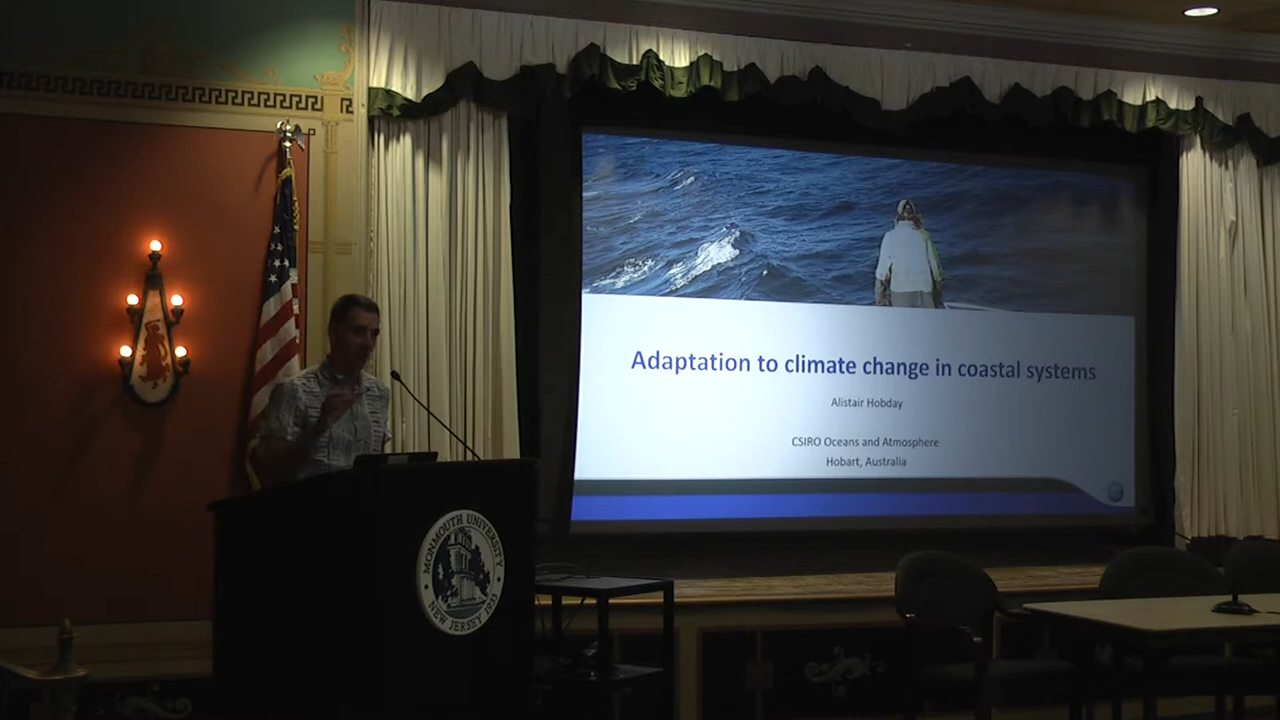 Adaptation to climate change in coastal systems
Alistair Hobday
CSIRO Oceans and Atmosphere
Hobart, Australia
MONMOUTH UNIVERSITY
NEW JERSEY 1933